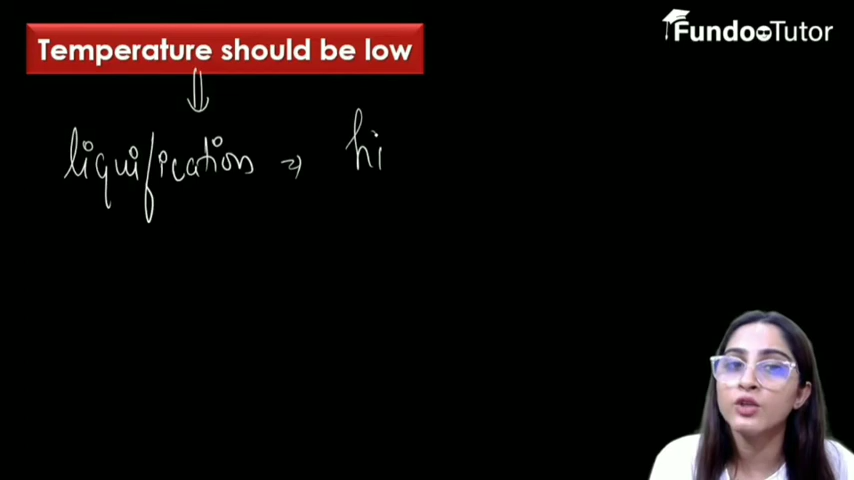 Temperature should be low
FundooTutor
liquification ⇒ hi